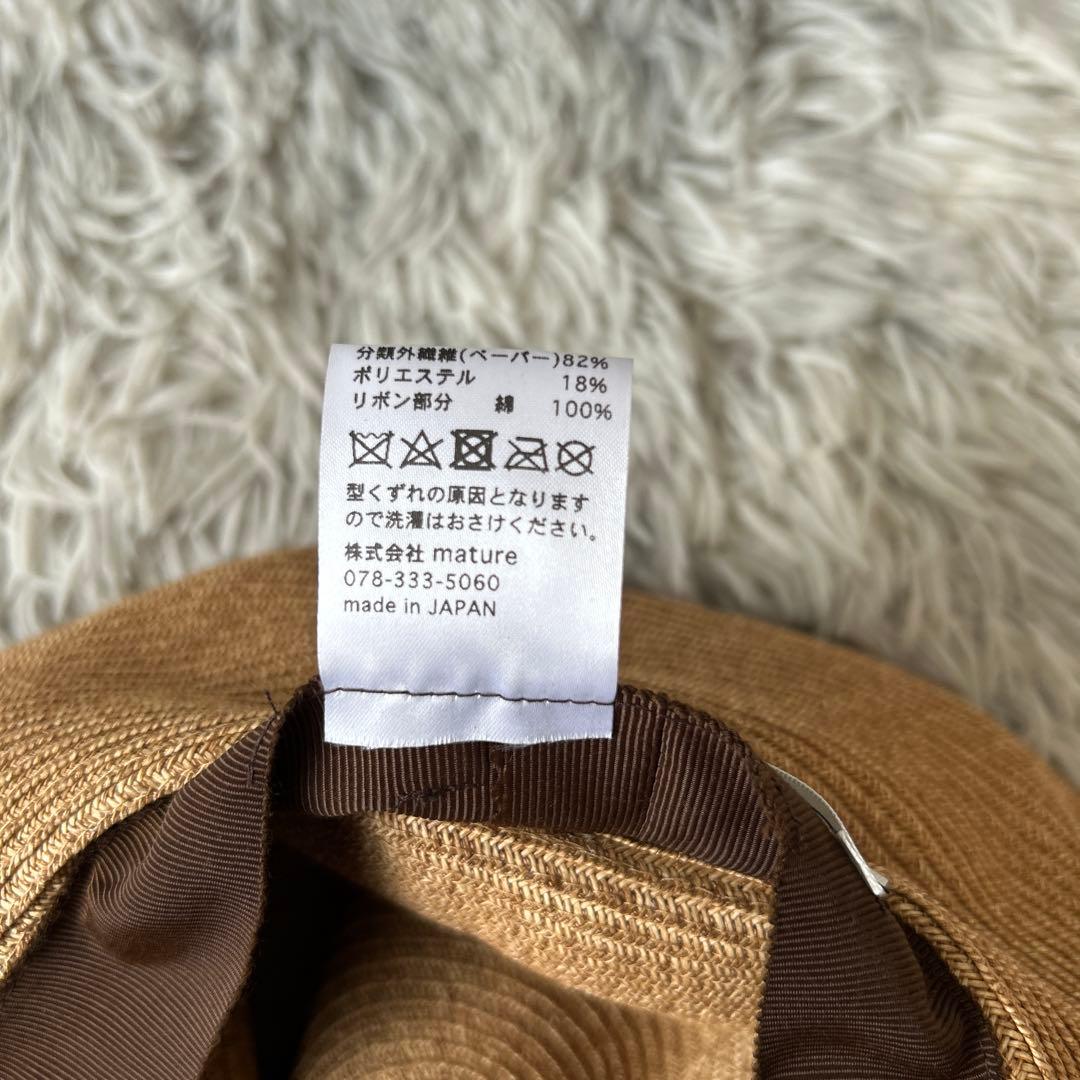 分類外繊維(ペーパー)82%
ポリエステル 18%
リボン部分 綿 100%
型くずれの原因となります
ので洗濯はおさけください。
株式会社 mature
078-333-5060
made in JAPAN